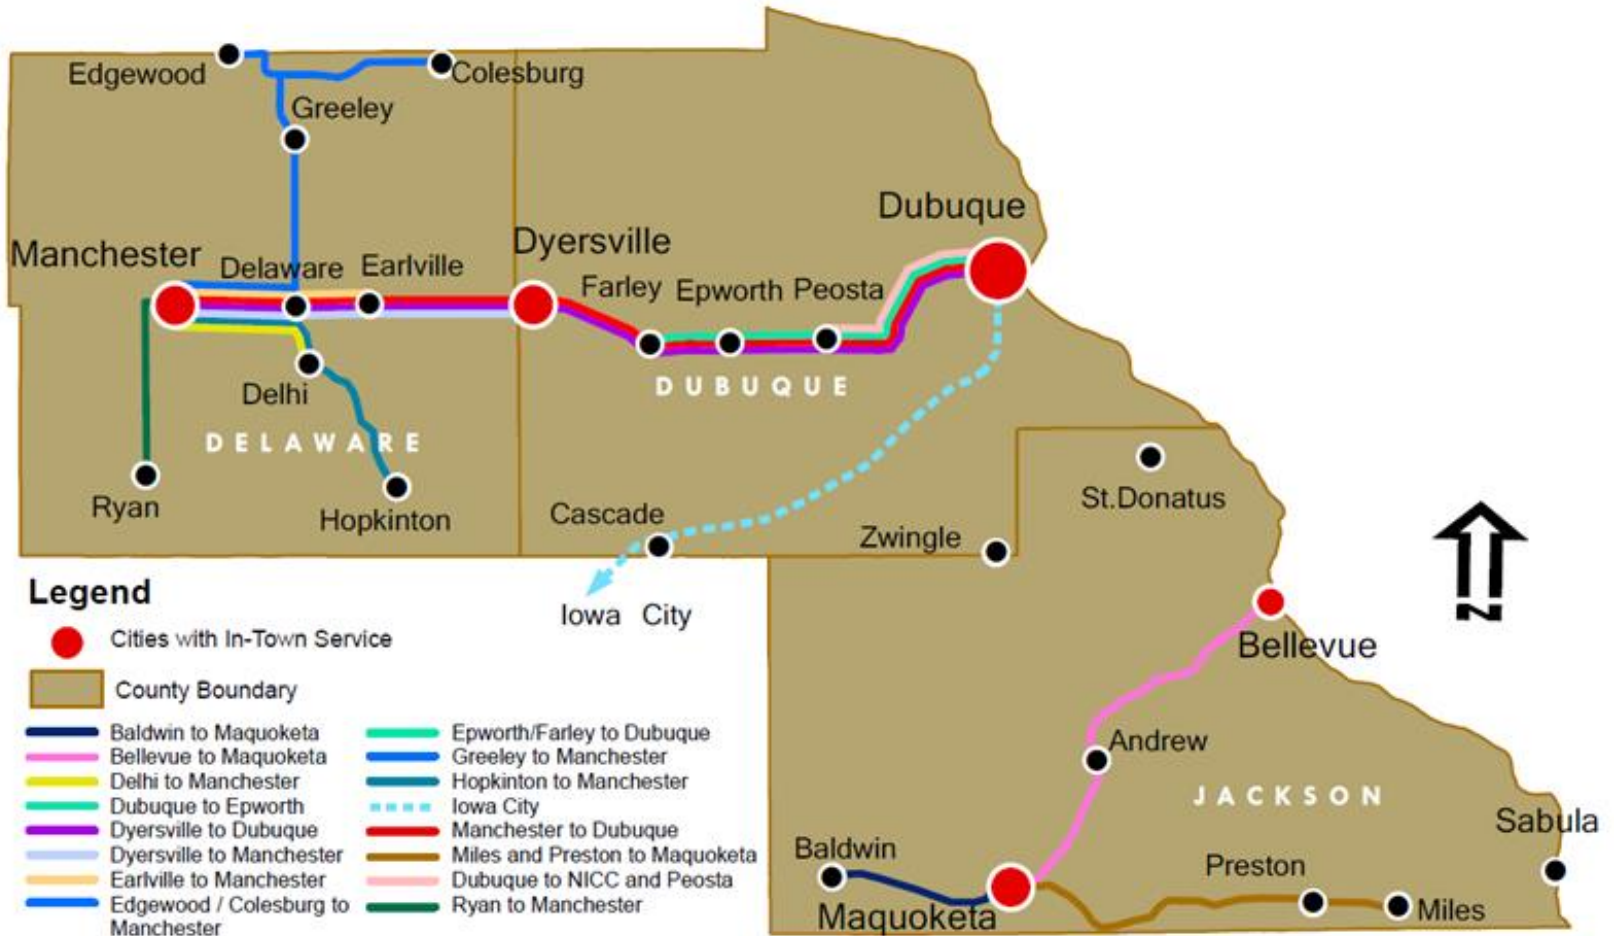 Edgewood
Colesburg
Greeley
Dubuque
Manchester
Delaware
Earlville
Dyersville
Farley
Epworth
Peosta
DUBUQUE
Delhi
DELAWARE
Ryan
Hopkinton
Cascade
Zwingle
St.Donatus
Iowa City
N
Bellevue
Andrew
JACKSON
Sabula
Baldwin
Preston
Maquoketa
Miles
Legend
Cities with In-Town Service
County Boundary
Baldwin to Maquoketa
Bellevue to Maquoketa
Delhi to Manchester
Dubuque to Epworth
Dyersville to Dubuque
Dyersville to Manchester
Earlville to Manchester
Edgewood / Colesburg to
Manchester
Epworth/Farley to Dubuque
Greeley to Manchester
Hopkinton to Manchester
Iowa City
Manchester to Dubuque
Miles and Preston to Maquoketa
Dubuque to NICC and Peosta
Ryan to Manchester